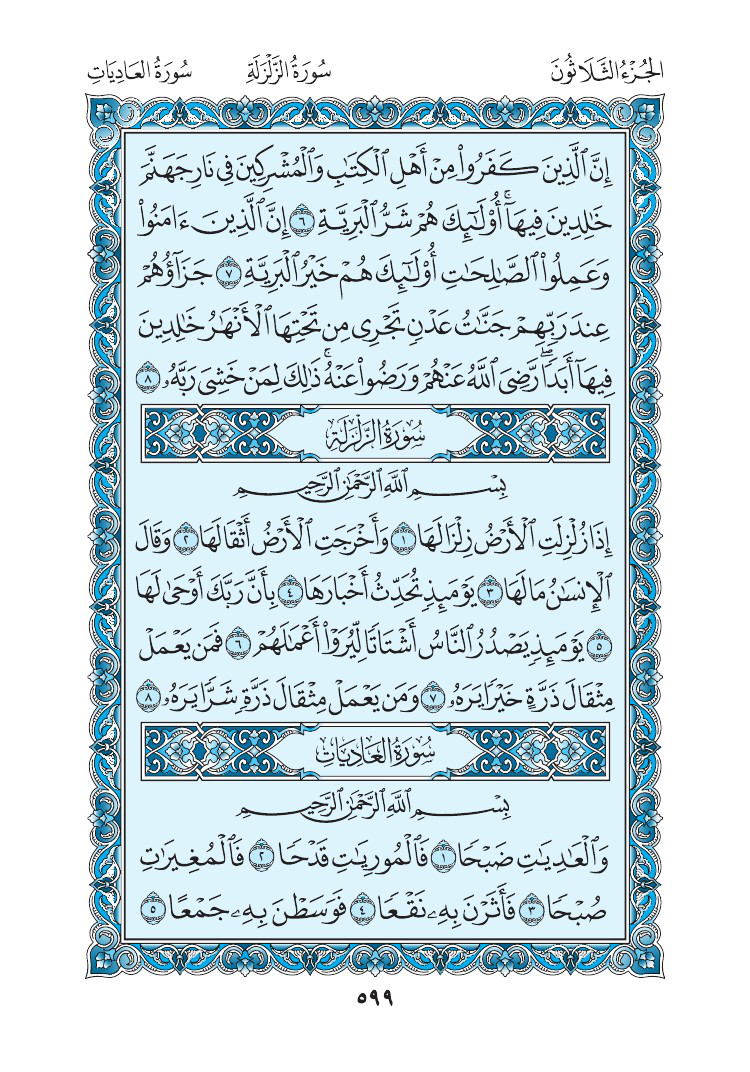 الجُزْءُ الثَّلَاثُونَ سُورَةُ الزَّلْزَلَةِ سُورَةُ العَادِيَاتِ
إِنَّ ٱلَّذِينَ كَفَرُوا۟ مِنْ أَهْلِ ٱلْكِتَٰبِ وَٱلْمُشْرِكِينَ فِى نَارِ جَهَنَّمَ
خَٰلِدِينَ فِيهَآ ۚ أُو۟لَٰٓئِكَ هُمْ شَرُّ ٱلْبَرِيَّةِ ٦ إِنَّ ٱلَّذِينَ ءَامَنُوا۟
وَعَمِلُوا۟ ٱلصَّٰلِحَٰتِ أُو۟لَٰٓئِكَ هُمْ خَيْرُ ٱلْبَرِيَّةِ ٧ جَزَآؤُهُمْ
عِندَ رَبِّهِمْ جَنَّٰتُ عَدْنٍ تَجْرِى مِن تَحْتِهَا ٱلْأَنْهَٰرُ خَٰلِدِينَ
فِيهَآ أَبَدًا ۖ رَّضِىَ ٱللَّهُ عَنْهُمْ وَرَضُوا۟ عَنْهُ ۚ ذَٰلِكَ لِمَنْ خَشِىَ رَبَّهُۥ ٨
سُورَةُ الزَّلْزَلَةِ
بِسْمِ ٱللَّهِ ٱلرَّحْمَٰنِ ٱلرَّحِيمِ
إِذَا زُلْزِلَتِ ٱلْأَرْضُ زِلْزَالَهَا ١ وَأَخْرَجَتِ ٱلْأَرْضُ أَثْقَالَهَا ٢ وَقَالَ
ٱلْإِنسَٰنُ مَا لَهَا ٣ يَوْمَئِذٍ تُحَدِّثُ أَخْبَارَهَا ٤ بِأَنَّ رَبَّكَ أَوْحَىٰ لَهَا
٥ يَوْمَئِذٍ يَصْدُرُ ٱلنَّاسُ أَشْتَاتًا لِّيُرَوْا۟ أَعْمَٰلَهُمْ ٦ فَمَن يَعْمَلْ
مِثْقَالَ ذَرَّةٍ خَيْرًا يَرَهُۥ ٧ وَمَن يَعْمَلْ مِثْقَالَ ذَرَّةٍ شَرًّا يَرَهُۥ ٨
سُورَةُ العَادِيَاتِ
بِسْمِ ٱللَّهِ ٱلرَّحْمَٰنِ ٱلرَّحِيمِ
وَٱلْعَٰدِيَٰتِ ضَبْحًا ١ فَٱلْمُورِيَٰتِ قَدْحًا ٢ فَٱلْمُغِيرَٰتِ
صُبْحًا ٣ فَأَثَرْنَ بِهِۦ نَقْعًا ٤ فَوَسَطْنَ بِهِۦ جَمْعًا ٥
٥٩٩